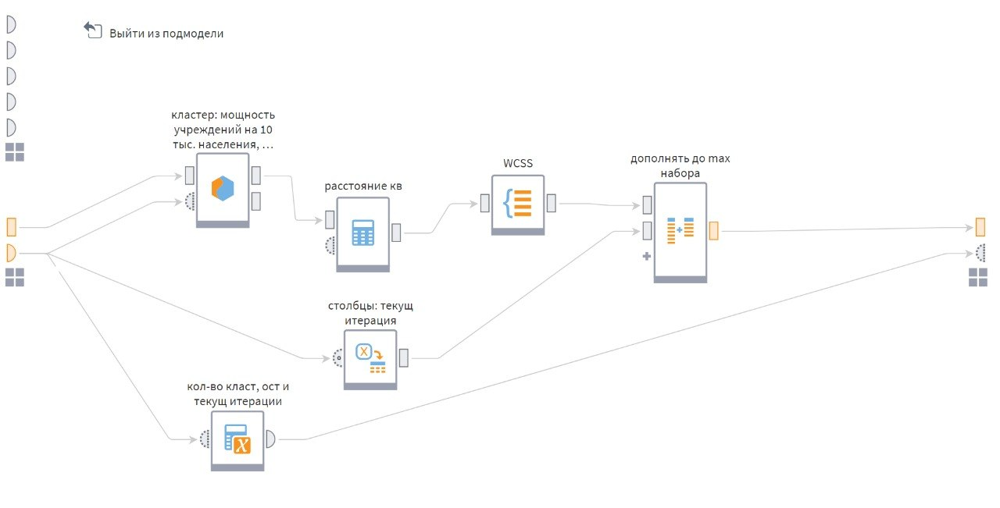 Выйти из подмодели
кластер: мощность
учреждений на 10
тыс. населения, ...
расстояние кв
WCSS
дополнять до max
набора
столбцы: текущ
итерация
кол-во класт, ост и
текущ итерации